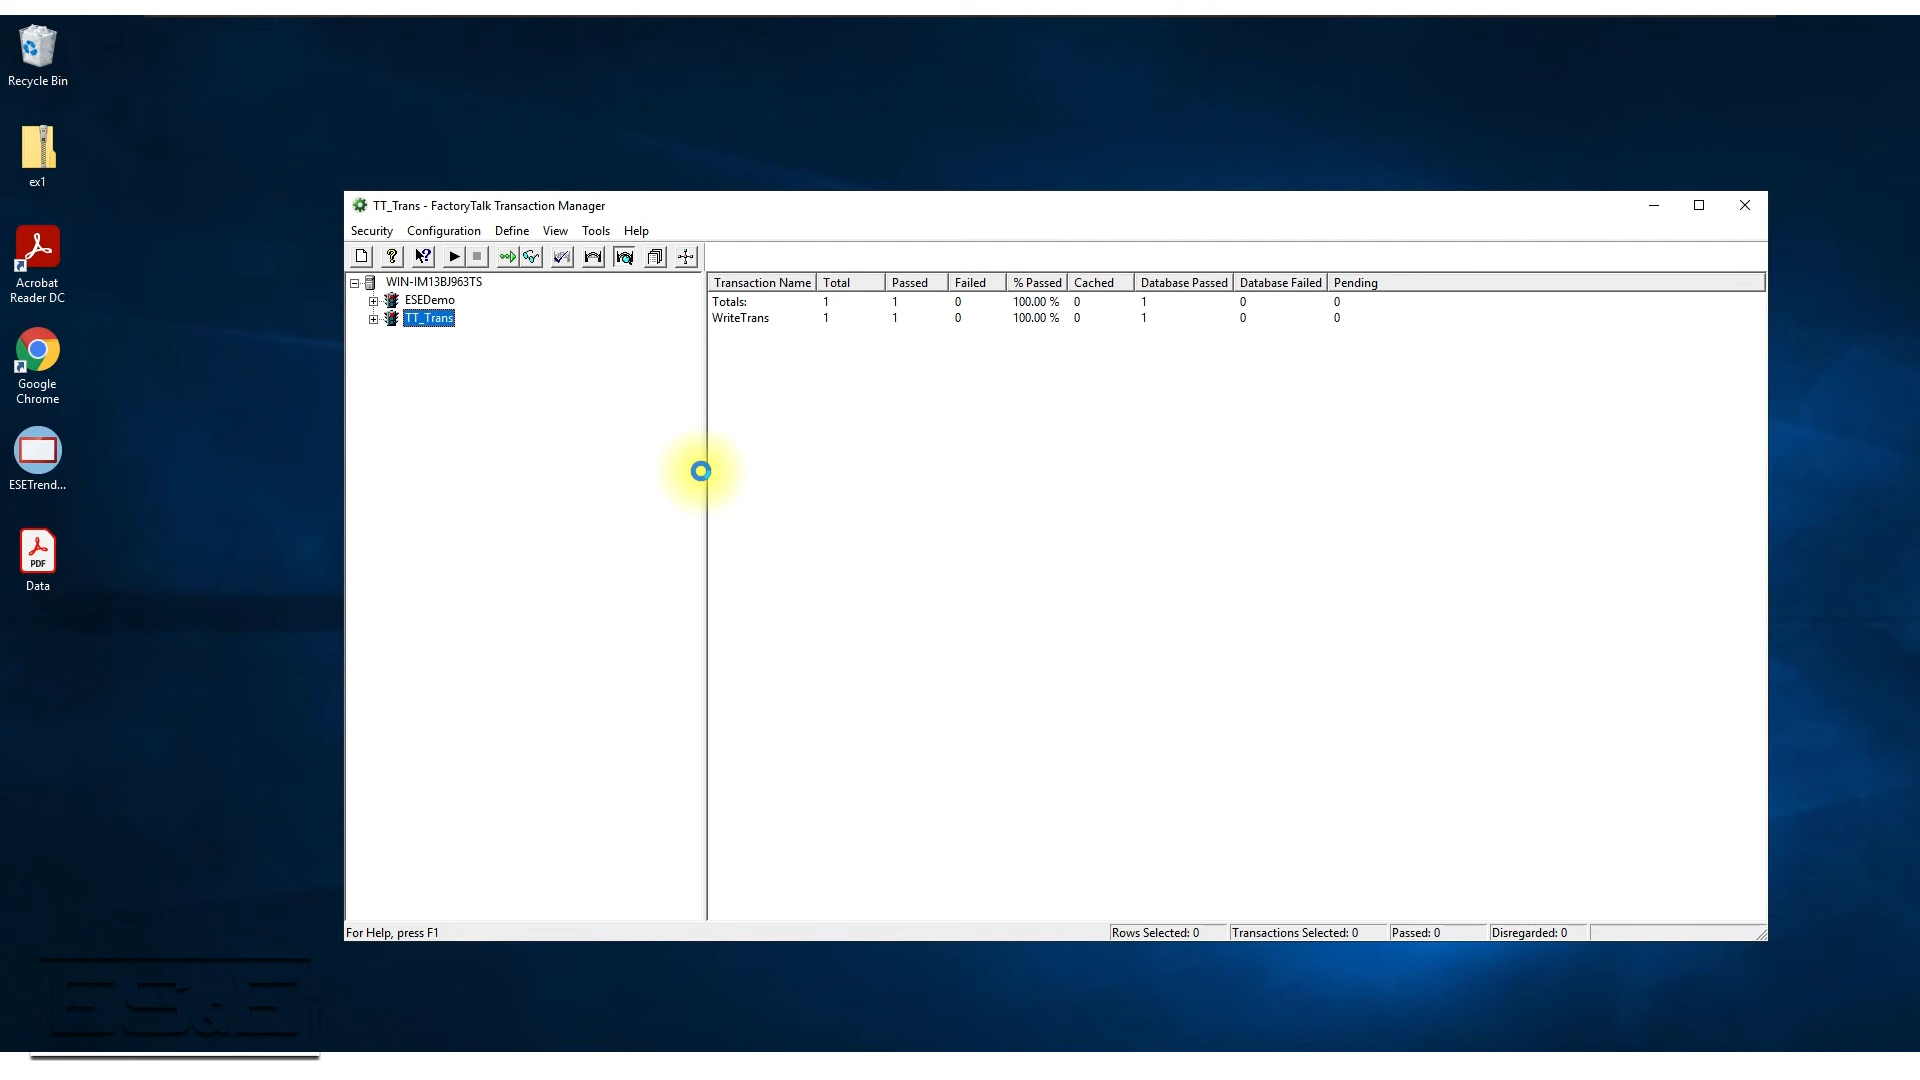 Recycle Bin
ex1
Acrobat
Reader DC
Google
Chrome
ESETrend...
PDF
Data
TT_Trans - FactoryTalk Transaction Manager
Security Configuration Define View Tools Help
WIN-IM13BJ963TS
ESEDemo
TT_Trans
Transaction Name Total Passed Failed % Passed Cached Database Passed Database Failed Pending
Totals: 1 1 0 100.00 % 0 1 0 0
WriteTrans 1 1 0 100.00 % 0 1 0 0
For Help, press F1
Rows Selected: 0 Transactions Selected: 0 Passed: 0 Disregarded: 0
ES&E